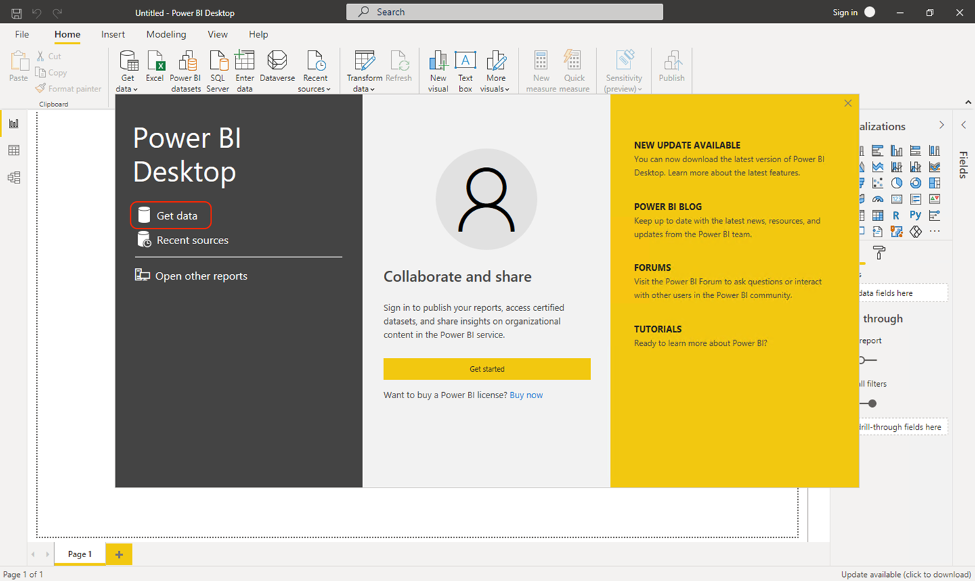 Untitled - Power BI Desktop
Search
Sign in
File Home Insert Modeling View Help
Paste
Cut
Copy
Format painter
Clipboard
Get data
Excel
Power BI datasets
SQL Server
Enter data
Dataverse
Recent sources
Transform data
Refresh
New visual
Text box
More visuals
New measure
Quick measure
Sensitivity (preview)
Publish
Power BI
Desktop
Get data
Recent sources
Open other reports
Collaborate and share
Sign in to publish your reports, access certified
datasets, and share insights on organizational
content in the Power BI service.
Get started
Want to buy a Power BI license? Buy now
NEW UPDATE AVAILABLE
You can now download the latest version of Power BI
Desktop. Learn more about the latest features.
POWER BI BLOG
Keep up to date with the latest news, resources, and
updates from the Power BI team.
FORUMS
Visit the Power BI Forum to ask questions or interact
with other users in the Power BI community.
TUTORIALS
Ready to learn more about Power BI?
alizations
Fields
R Py
data fields here
through
report
ll filters
drill-through fields here
Page 1
Page 1 of 1
Update available (click to download)